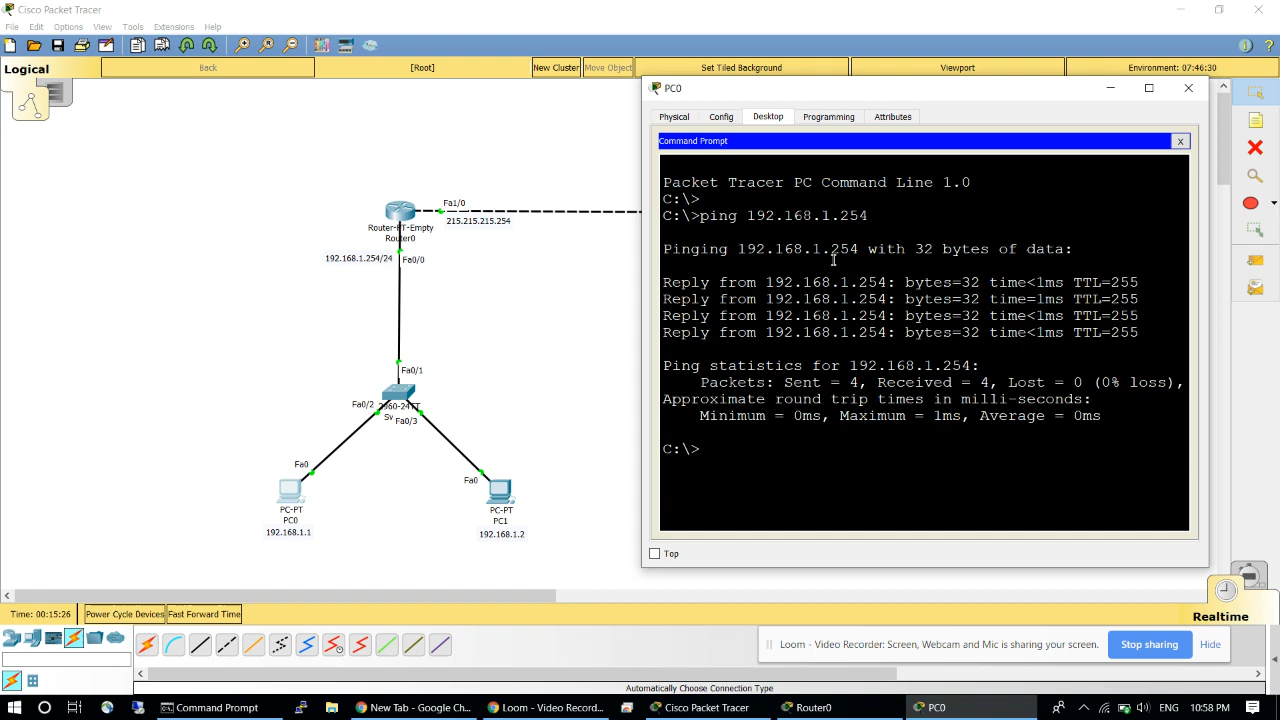 Cisco Packet Tracer
File Edit Options View Tools Extensions Help
Logical
Back
[Root]
New Cluster
Move Object
Set Tiled Background
Viewport
Environment: 07:46:30
PC0
Physical Config Desktop Programming Attributes
Command Prompt
X
Packet Tracer PC Command Line 1.0
C:\>
C:\>ping 192.168.1.254
Pinging 192.168.1.254 with 32 bytes of data:
Reply from 192.168.1.254: bytes=32 time<1ms TTL=255
Reply from 192.168.1.254: bytes=32 time=1ms TTL=255
Reply from 192.168.1.254: bytes=32 time<1ms TTL=255
Reply from 192.168.1.254: bytes=32 time<1ms TTL=255
Ping statistics for 192.168.1.254:
Packets: Sent = 4, Received = 4, Lost = 0 (0% loss),
Approximate round trip times in milli-seconds:
Minimum = 0ms, Maximum = 1ms, Average = 0ms
C:\>
Top
Fa1/0
215.215.215.254
Router-PT-Empty
Router0
192.168.1.254/24
Fa0/0
Fa0/1
Fa0/2
2960-24TT
Sv
Fa0/3
Fa0
Fa0
PC-PT
PC0
192.168.1.1
PC-PT
PC1
192.168.1.2
Time: 00:15:26
Power Cycle Devices
Fast Forward Time
Realtime
Loom - Video Recorder: Screen, Webcam and Mic is sharing your screen.
Stop sharing
Hide
Automatically Choose Connection Type
Command Prompt
New Tab - Google Ch...
Loom - Video Record...
Cisco Packet Tracer
Router0
PC0
10:58 PM